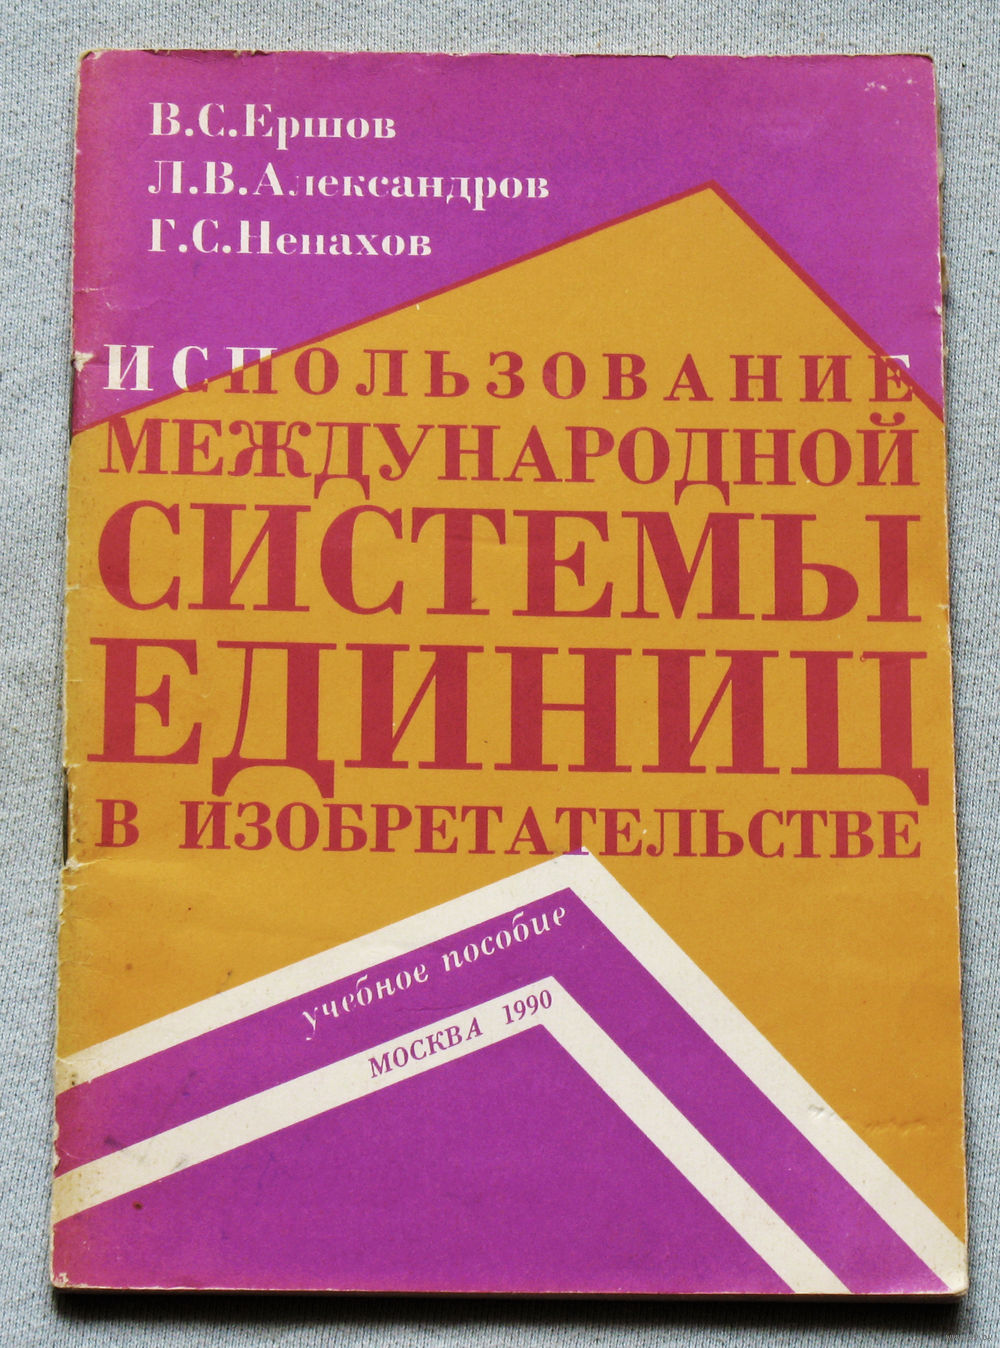 В.С.Ершов
Л.В.Александров
Г.С.Ненахов
ИСПОЛЬЗОВАНИЕ
МЕЖДУНАРОДНОЙ
СИСТЕМЫ
ЕДИНИЦ
В ИЗОБРЕТАТЕЛЬСТВЕ
учебное пособие
МОСКВА 1990